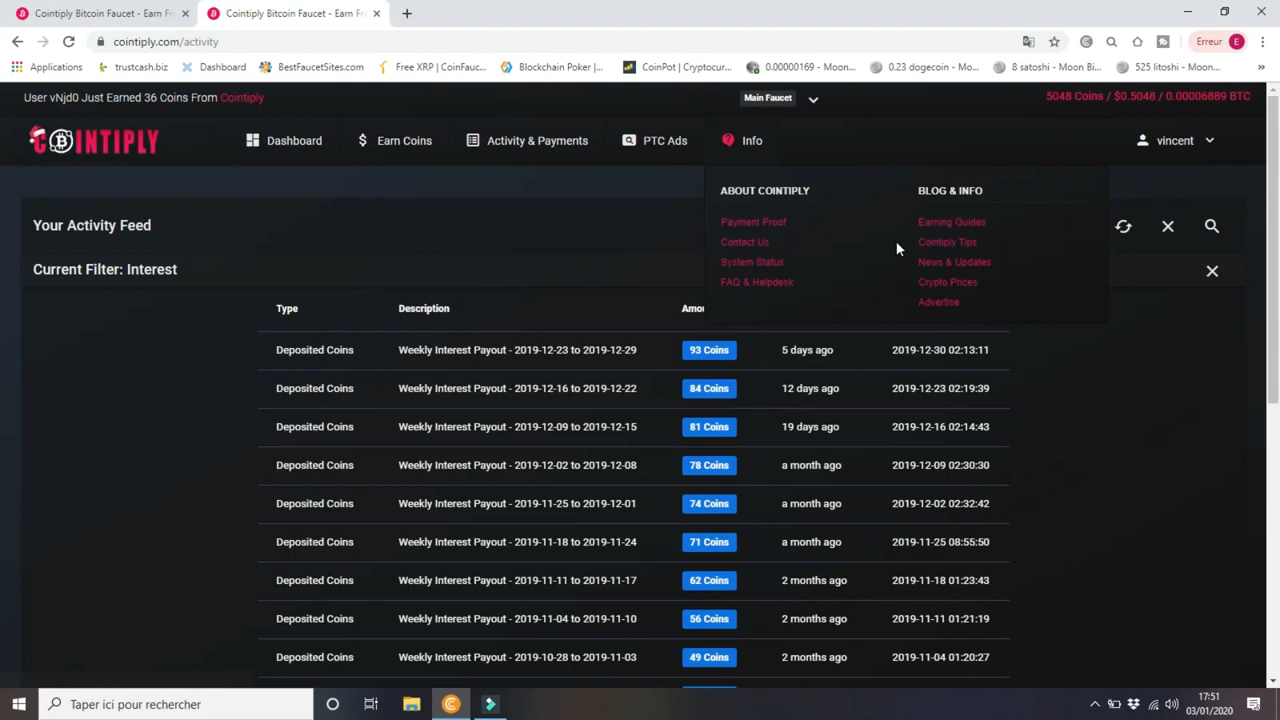 Cointiply Bitcoin Faucet - Earn Fr
Cointiply Bitcoin Faucet - Earn Fr
cointiply.com/activity
Erreur E
Applications
trustcash.biz
Dashboard
BestFaucetSites.com
Free XRP | CoinFauc...
Blockchain Poker |...
CoinPot | Cryptocur...
0.00000169 - Moon...
0.23 dogecoin - Mo...
8 satoshi - Moon Bi...
525 litoshi - Moon...
User vNjd0 Just Earned 36 Coins From Cointiply
Main Faucet
5048 Coins / $0.5048 / 0.00006889 BTC
COINTIPLY
Dashboard
Earn Coins
Activity & Payments
PTC Ads
Info
vincent
ABOUT COINTIPLY
Payment Proof
Contact Us
System Status
FAQ & Helpdesk
BLOG & INFO
Earning Guides
Cointiply Tips
News & Updates
Crypto Prices
Advertise
Your Activity Feed
Current Filter: Interest
Type Description Amou
Deposited Coins Weekly Interest Payout - 2019-12-23 to 2019-12-29 93 Coins 5 days ago 2019-12-30 02:13:11
Deposited Coins Weekly Interest Payout - 2019-12-16 to 2019-12-22 84 Coins 12 days ago 2019-12-23 02:19:39
Deposited Coins Weekly Interest Payout - 2019-12-09 to 2019-12-15 81 Coins 19 days ago 2019-12-16 02:14:43
Deposited Coins Weekly Interest Payout - 2019-12-02 to 2019-12-08 78 Coins a month ago 2019-12-09 02:30:30
Deposited Coins Weekly Interest Payout - 2019-11-25 to 2019-12-01 74 Coins a month ago 2019-12-02 02:32:42
Deposited Coins Weekly Interest Payout - 2019-11-18 to 2019-11-24 71 Coins a month ago 2019-11-25 08:55:50
Deposited Coins Weekly Interest Payout - 2019-11-11 to 2019-11-17 62 Coins 2 months ago 2019-11-18 01:23:43
Deposited Coins Weekly Interest Payout - 2019-11-04 to 2019-11-10 56 Coins 2 months ago 2019-11-11 01:21:19
Deposited Coins Weekly Interest Payout - 2019-10-28 to 2019-11-03 49 Coins 2 months ago 2019-11-04 01:20:27
Taper ici pour rechercher
17:51
03/01/2020